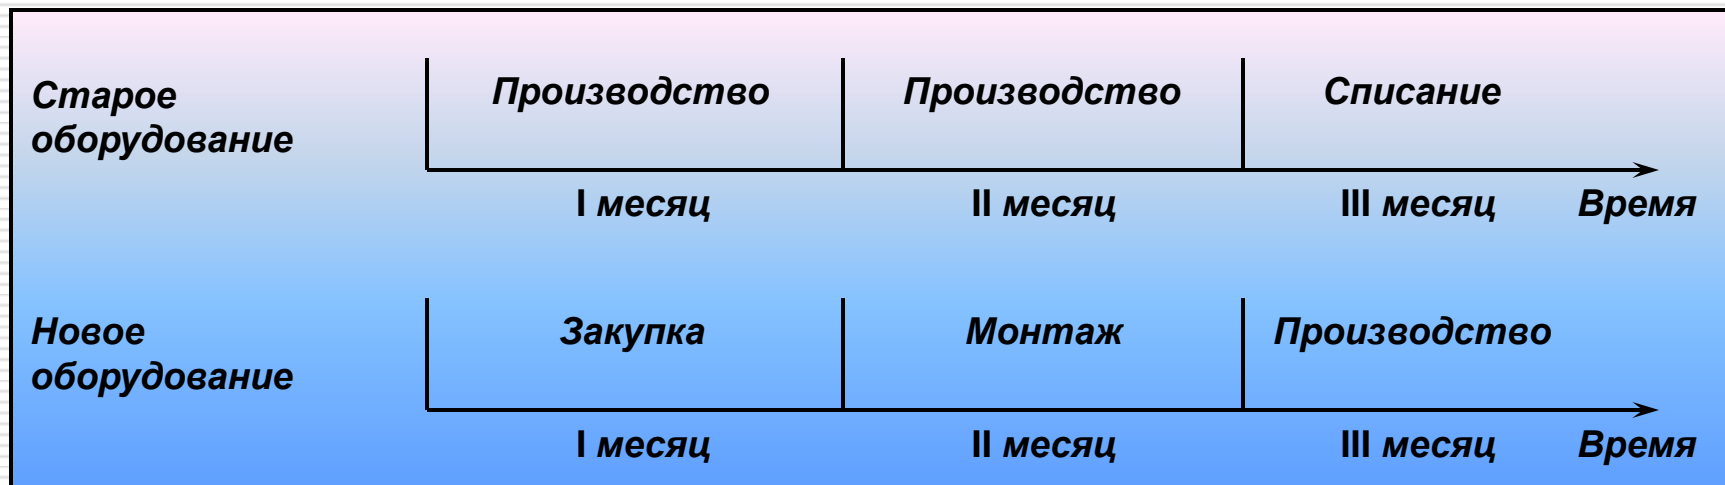 Старое
оборудование
Производство
Производство
Списание
I месяц
II месяц
III месяц
Время
Новое
оборудование
Закупка
Монтаж
Производство
I месяц
II месяц
III месяц
Время